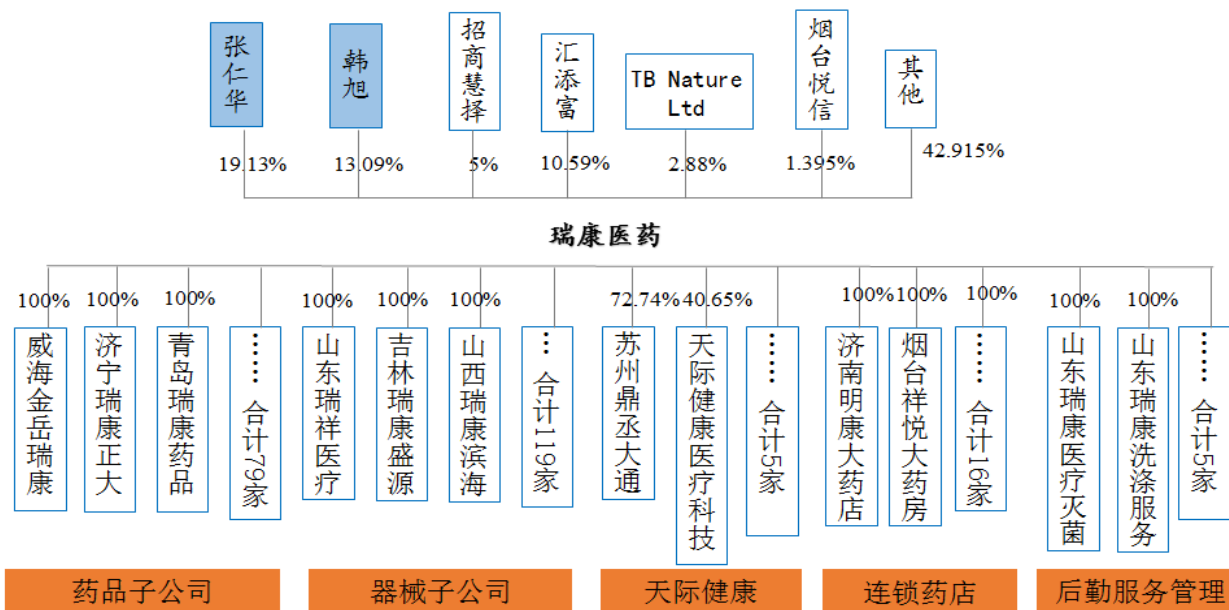 张仁华
韩旭
招商慧择
汇添富
TB Nature
Ltd
烟台悦信
其他
19.13%
13.09%
5%
10.59%
2.88%
1.395%
42.915%
瑞康医药
100%
100%
100%
100%
100%
100%
72.74%
40.65%
100%
100%
100%
100%
100%
威海金岳瑞康
济宁瑞康正大
青岛瑞康药品
……合计79家
山东瑞祥医疗
吉林瑞康盛源
山西瑞康滨海
…合计119家
苏州鼎丞大通
天际健康医疗科技
……合计5家
济南明康大药店
烟台祥悦大药房
……合计16家
山东瑞康医疗灭菌
山东瑞康洗涤服务
……合计5家
药品子公司
器械子公司
天际健康
连锁药店
后勤服务管理